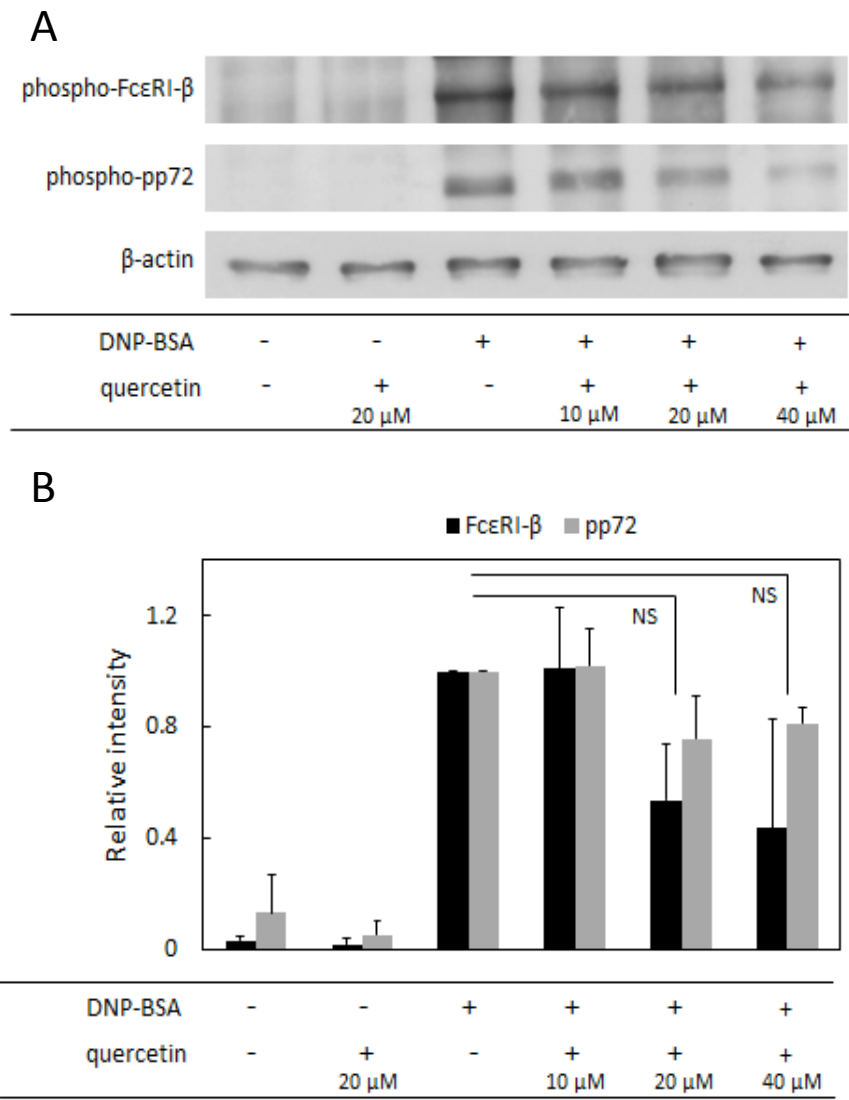 A
phospho-FcεRI-β
phospho-pp72
β-actin
DNP-BSA - - + + + +
quercetin - + - + + +
20 μM 10 μM 20 μM 40 μM
B
FcεRI-β pp72
NS
NS
1.2
0.8
0.4
0
Relative intensity
DNP-BSA - - + + + +
quercetin - + - + + +
20 μM 10 μM 20 μM 40 μM